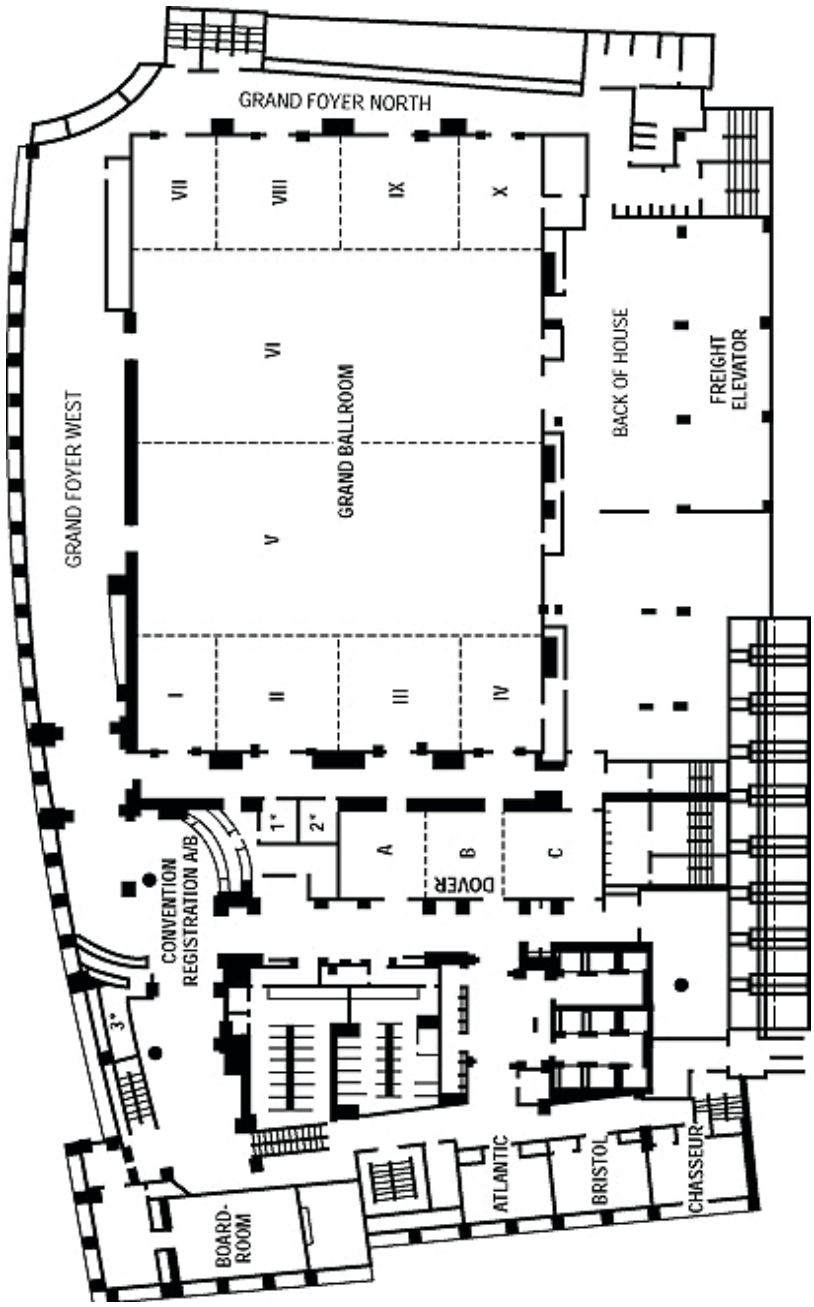 GRAND FOYER NORTH
VII
VIII
IX
X
VI
GRAND BALLROOM
GRAND FOYER WEST
BACK OF HOUSE
FREIGHT
ELEVATOR
V
I
II
III
IV
1*
2*
A
B
C
DOVER
CONVENTION
REGISTRATION A/B
3*
ATLANTIC
BRISTOL
CHASSEUR
BOARD-
ROOM